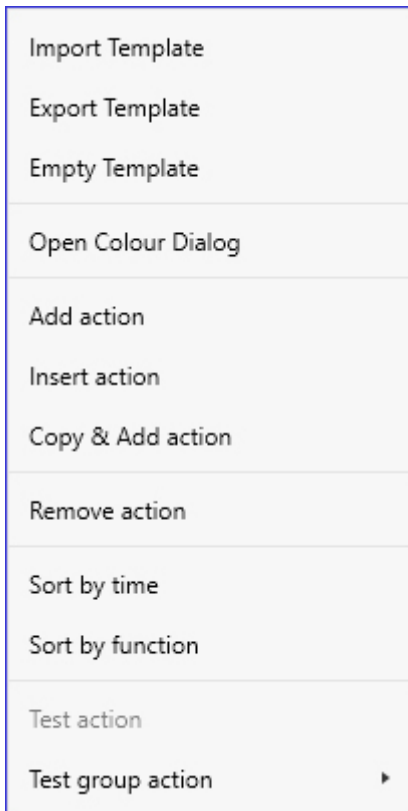 Import Template
Export Template
Empty Template
Open Colour Dialog
Add action
Insert action
Copy & Add action
Remove action
Sort by time
Sort by function
Test action
Test group action